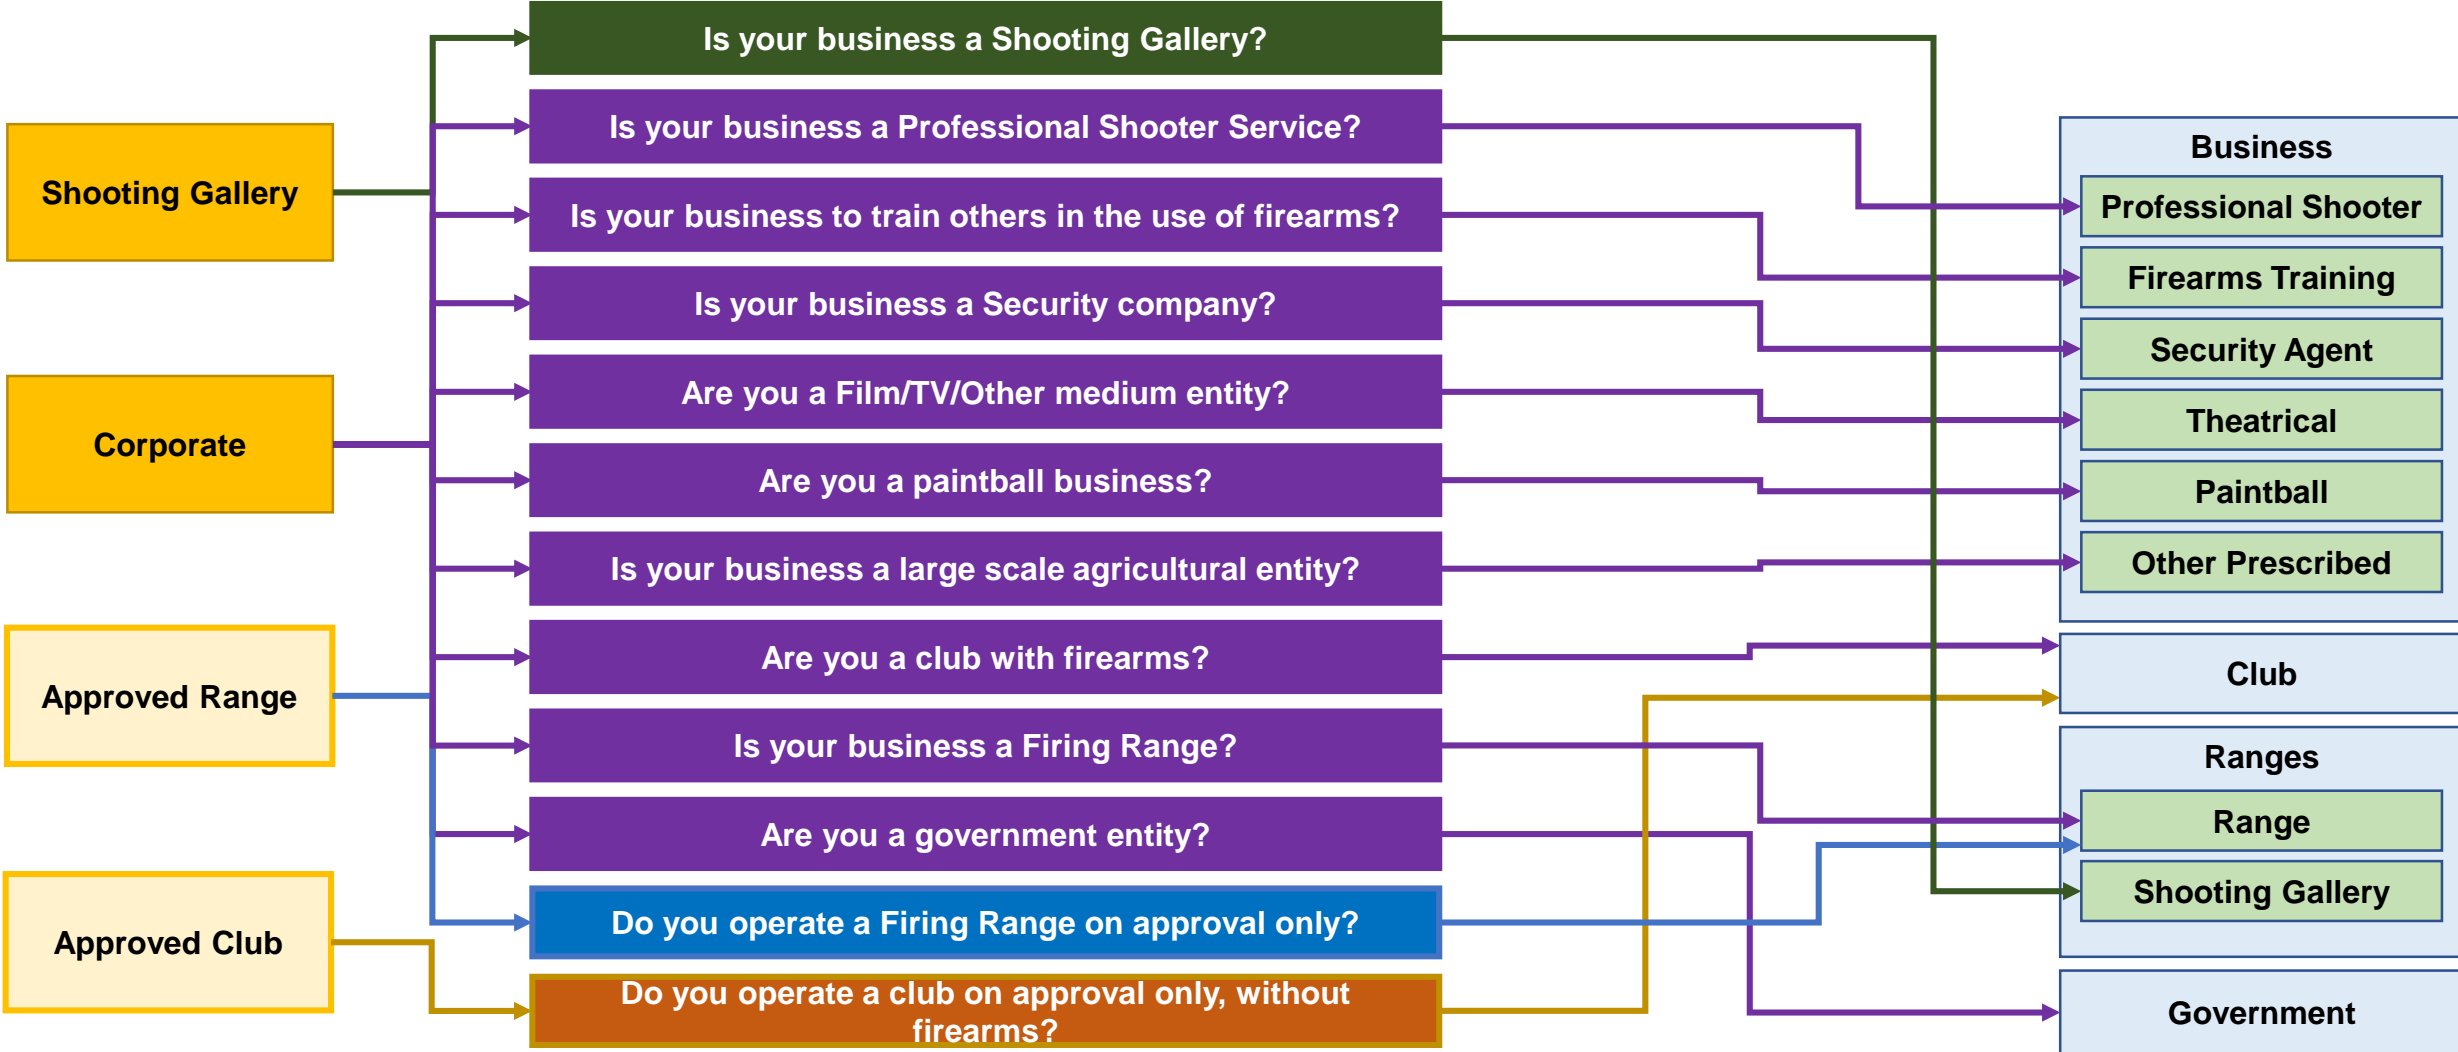 Shooting Gallery
Corporate
Approved Range
Approved Club
Is your business a Shooting Gallery?
Is your business a Professional Shooter Service?
Is your business to train others in the use of firearms?
Is your business a Security company?
Are you a Film/TV/Other medium entity?
Are you a paintball business?
Is your business a large scale agricultural entity?
Are you a club with firearms?
Is your business a Firing Range?
Are you a government entity?
Do you operate a Firing Range on approval only?
Do you operate a club on approval only, without
firearms?
Business
Professional Shooter
Firearms Training
Security Agent
Theatrical
Paintball
Other Prescribed
Club
Ranges
Range
Shooting Gallery
Government